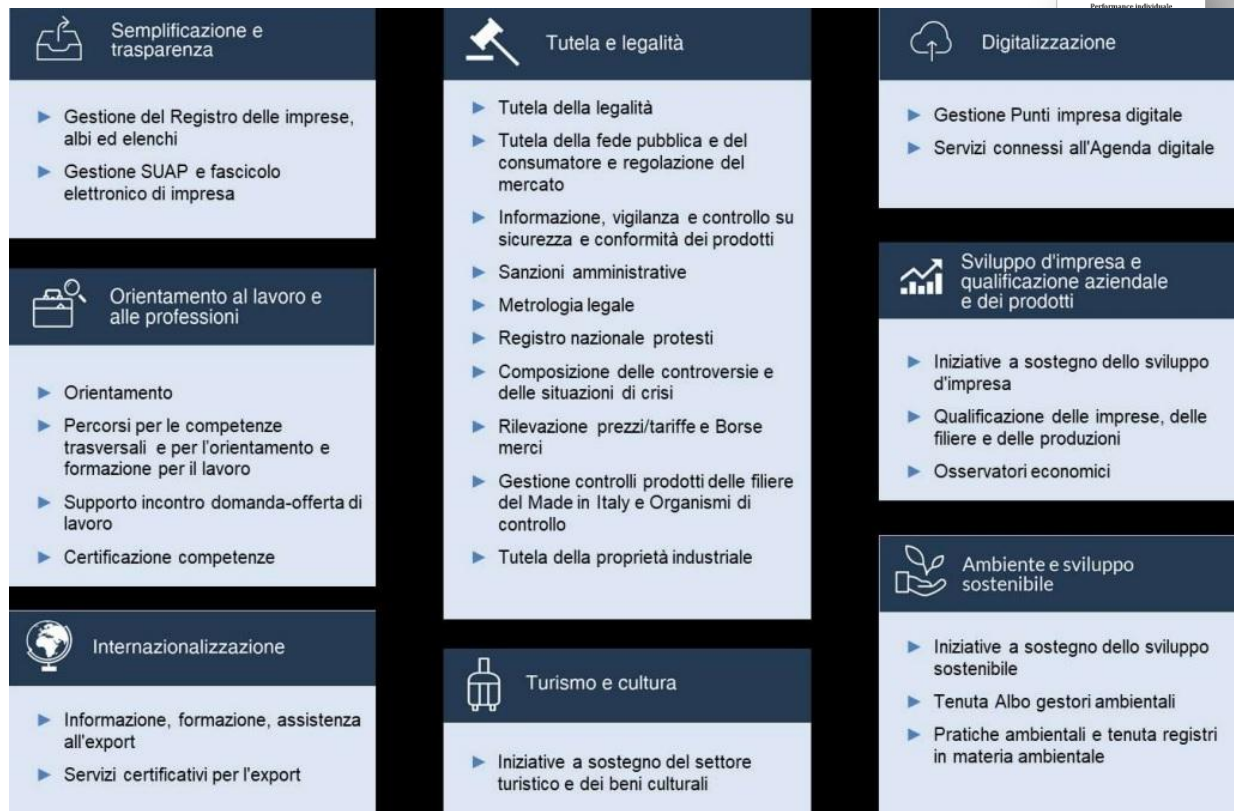 Performance individuale
Semplificazione e
trasparenza
Gestione del Registro delle imprese,
albi ed elenchi
Gestione SUAP e fascicolo
elettronico di impresa
Orientamento al lavoro e
alle professioni
Orientamento
Percorsi per le competenze
trasversali e per l'orientamento e
formazione per il lavoro
Supporto incontro domanda-offerta di
lavoro
Certificazione competenze
Internazionalizzazione
Informazione, formazione, assistenza
all'export
Servizi certificativi per l'export
Tutela e legalità
Tutela della legalità
Tutela della fede pubblica e del
consumatore e regolazione del
mercato
Informazione, vigilanza e controllo su
sicurezza e conformità dei prodotti
Sanzioni amministrative
Metrologia legale
Registro nazionale protesti
Composizione delle controversie e
delle situazioni di crisi
Rilevazione prezzi/tariffe e Borse
merci
Gestione controlli prodotti delle filiere
del Made in Italy e Organismi di
controllo
Tutela della proprietà industriale
Turismo e cultura
Iniziative a sostegno del settore
turistico e dei beni culturali
Digitalizzazione
Gestione Punti impresa digitale
Servizi connessi all'Agenda digitale
Sviluppo d'impresa e
qualificazione aziendale
e dei prodotti
Iniziative a sostegno dello sviluppo
d'impresa
Qualificazione delle imprese, delle
filiere e delle produzioni
Osservatori economici
Ambiente e sviluppo
sostenibile
Iniziative a sostegno dello sviluppo
sostenibile
Tenuta Albo gestori ambientali
Pratiche ambientali e tenuta registri
in materia ambientale